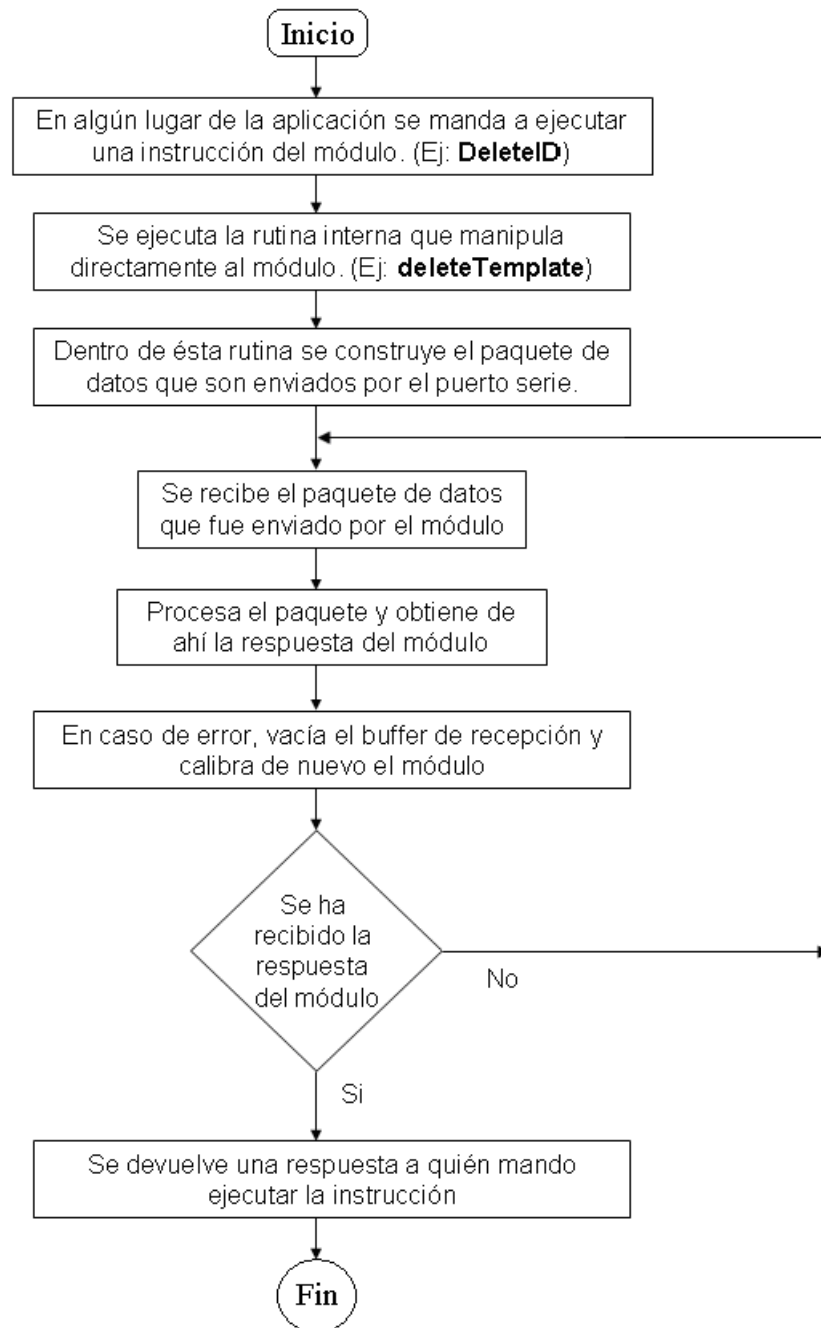 Inicio
En algún lugar de la aplicación se manda a ejecutar
una instrucción del módulo. (Ej: DeleteID)
Se ejecuta la rutina interna que manipula
directamente al módulo. (Ej: deleteTemplate)
Dentro de ésta rutina se construye el paquete de
datos que son enviados por el puerto serie.
Se recibe el paquete de datos
que fue enviado por el módulo
Procesa el paquete y obtiene de
ahí la respuesta del módulo
En caso de error, vacía el buffer de recepción y
calibra de nuevo el módulo
Se ha
recibido la
respuesta
del módulo
No
Si
Se devuelve una respuesta a quién mando
ejecutar la instrucción
Fin